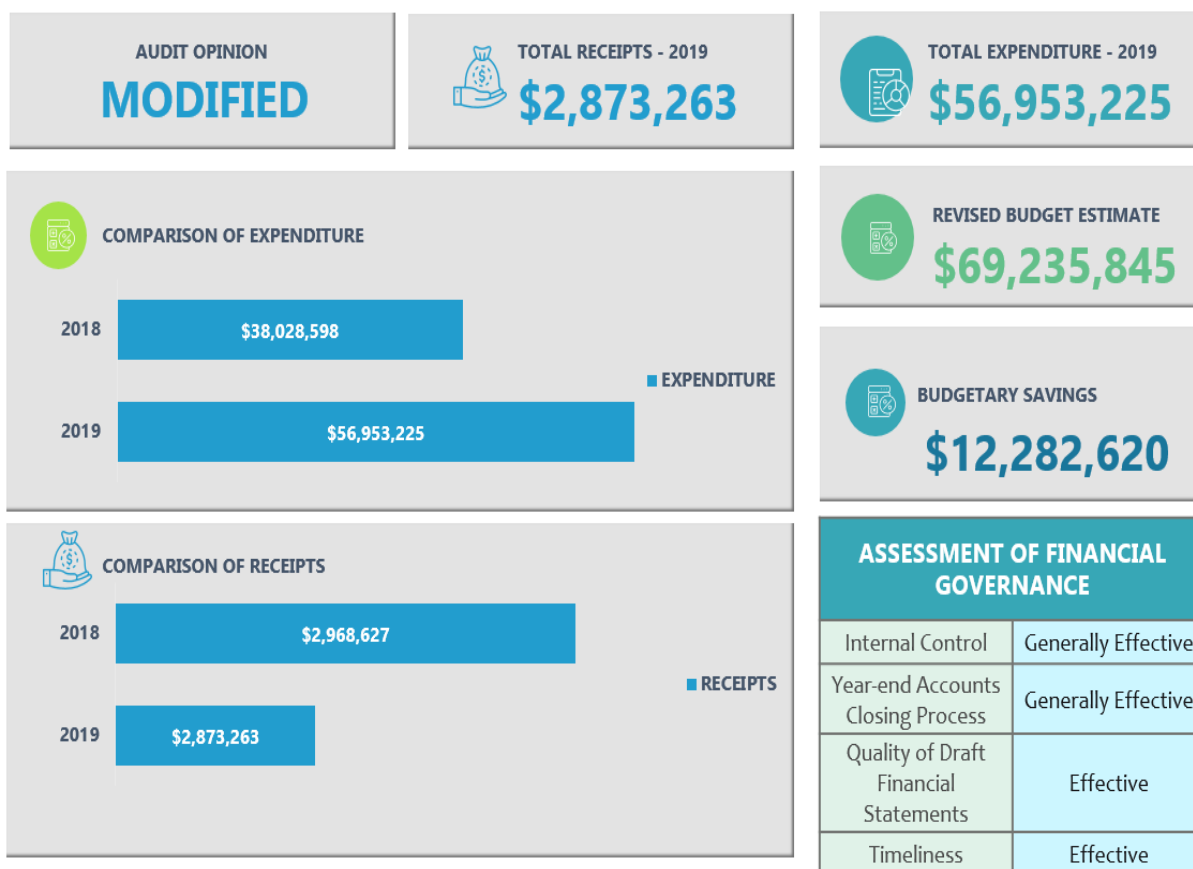 AUDIT OPINION
MODIFIED
TOTAL RECEIPTS - 2019
$2,873,263
TOTAL EXPENDITURE - 2019
$56,953,225
COMPARISON OF EXPENDITURE
2018
$38,028,598
EXPENDITURE
2019
$56,953,225
REVISED BUDGET ESTIMATE
$69,235,845
BUDGETARY SAVINGS
$12,282,620
COMPARISON OF RECEIPTS
2018
$2,968,627
RECEIPTS
2019
$2,873,263
ASSESSMENT OF FINANCIAL
GOVERNANCE
Internal Control
Generally Effective
Year-end Accounts
Closing Process
Generally Effective
Quality of Draft
Financial
Statements
Effective
Timeliness
Effective